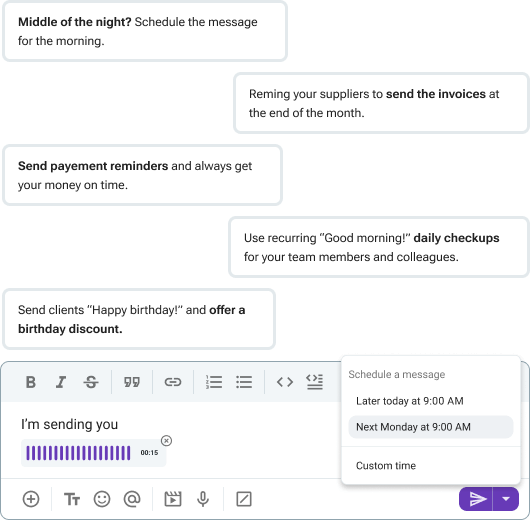 Middle of the night? Schedule the message
for the morning.
Reming your suppliers to send the invoices at
the end of the month.
Send payement reminders and always get
your money on time.
Use recurring “Good morning!” daily checkups
for your team members and colleagues.
Send clients “Happy birthday!” and offer a
birthday discount.
B I S
Schedule a message
Later today at 9:00 AM
Next Monday at 9:00 AM
Custom time
I’m sending you
00:15
TT @